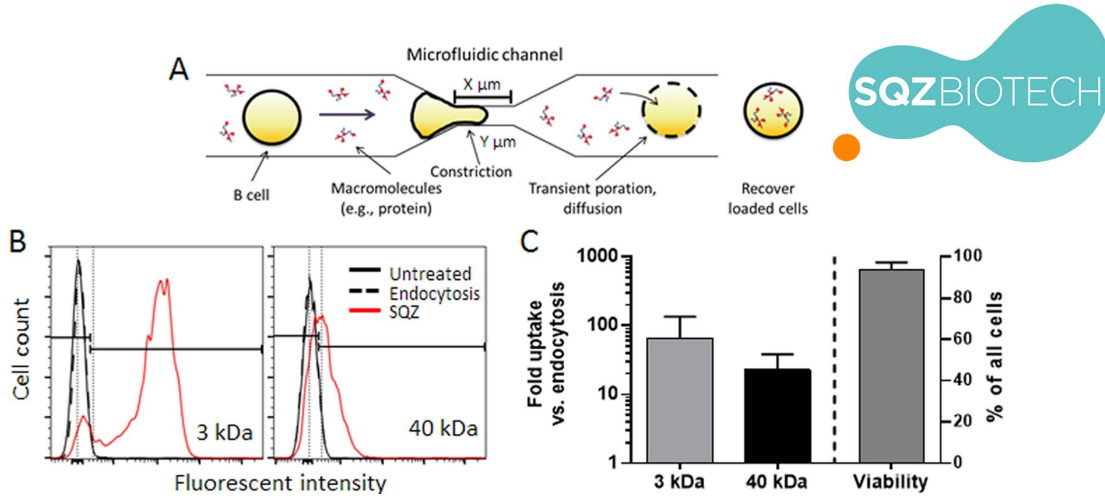 Microfluidic channel
A
X µm
SQZBIOTECH
Y µm
B cell
Macromolecules
(e.g., protein)
Constriction
Transient poration,
diffusion
Recover
loaded cells
B
Cell count
Untreated
Endocytosis
SQZ
3 kDa
40 kDa
Fluorescent intensity
C
Fold uptake
vs. endocytosis
1000
100
10
1
3 kDa
40 kDa
Viability
100
80
60
40
20
0
% of all cells